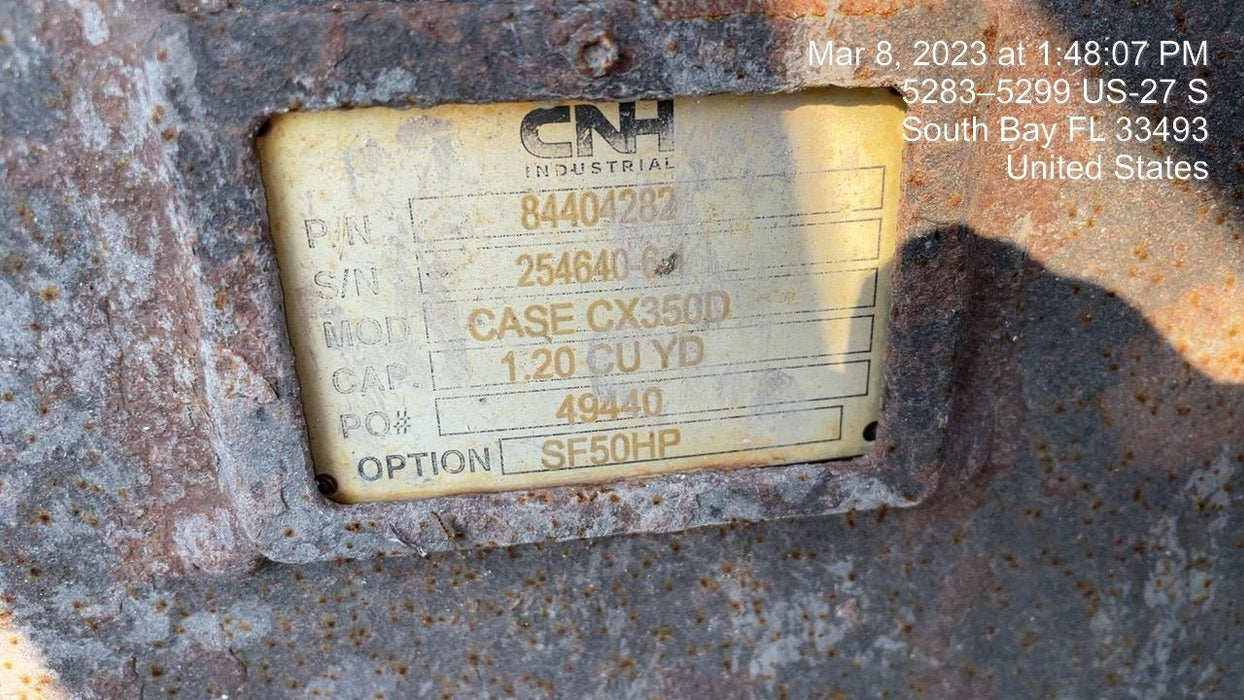 Mar 8, 2023 at 1:48:07 PM
5283–5299 US-27 S
South Bay FL 33493
United States
CNH
INDUSTRIAL
P/N 84404282
S/N
MOD CASE CX350D
CAP. 1.20 CU YD
PO# 49440
OPTION SF50HP